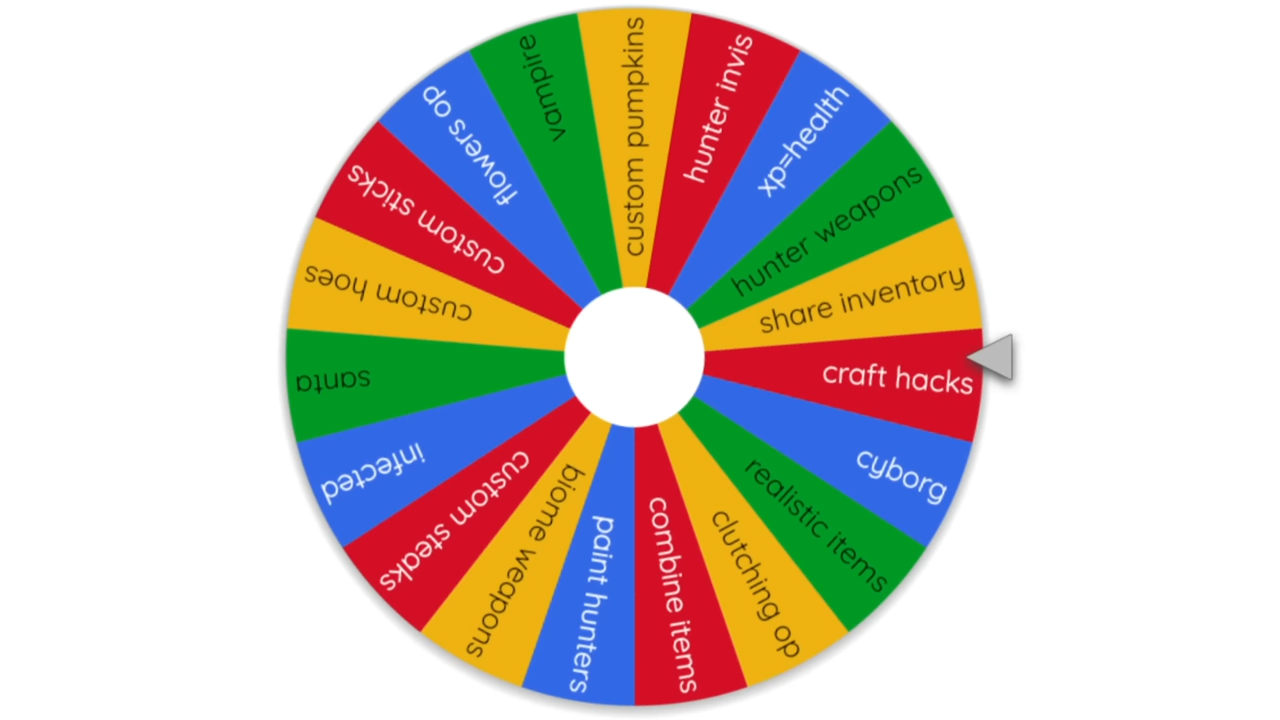 custom pumpkins
hunter invis
xp=health
hunter weapons
share inventory
craft hacks
cyborg
realistic items
clutching op
combine items
paint hunters
biome weapons
custom steaks
infected
santa
custom hoes
custom sticks
flowers op
vampire